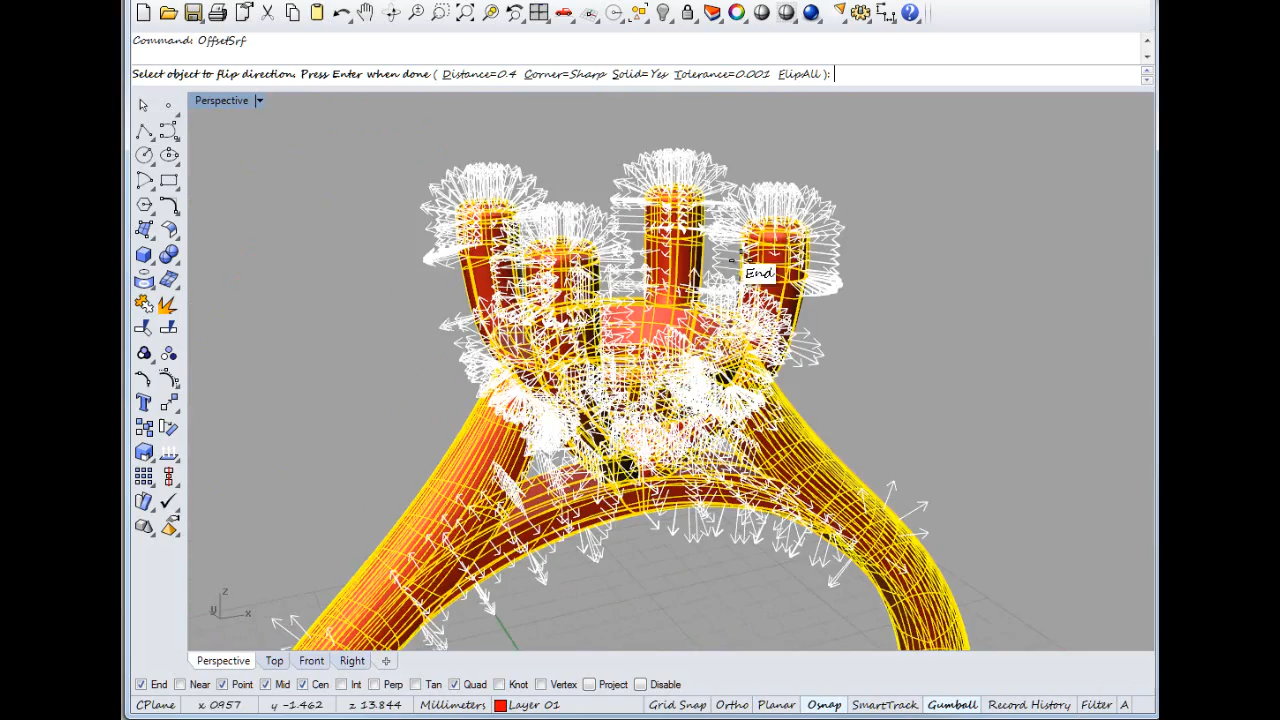 Command: OffsetSrf
Select object to flip direction. Press Enter when done ( Distance=0.4 Corner=Sharp Solid=Yes Tolerance=0.001 FlipAll ):
Perspective
End
z
y
x
Perspective Top Front Right
End Near Point Mid Cen Int Perp Tan Quad Knot Vertex Project Disable
CPlane x 0.957 y -1.462 z 13.844 Millimeters Layer 01 Grid Snap Ortho Planar Osnap SmartTrack Gumball Record History Filter A